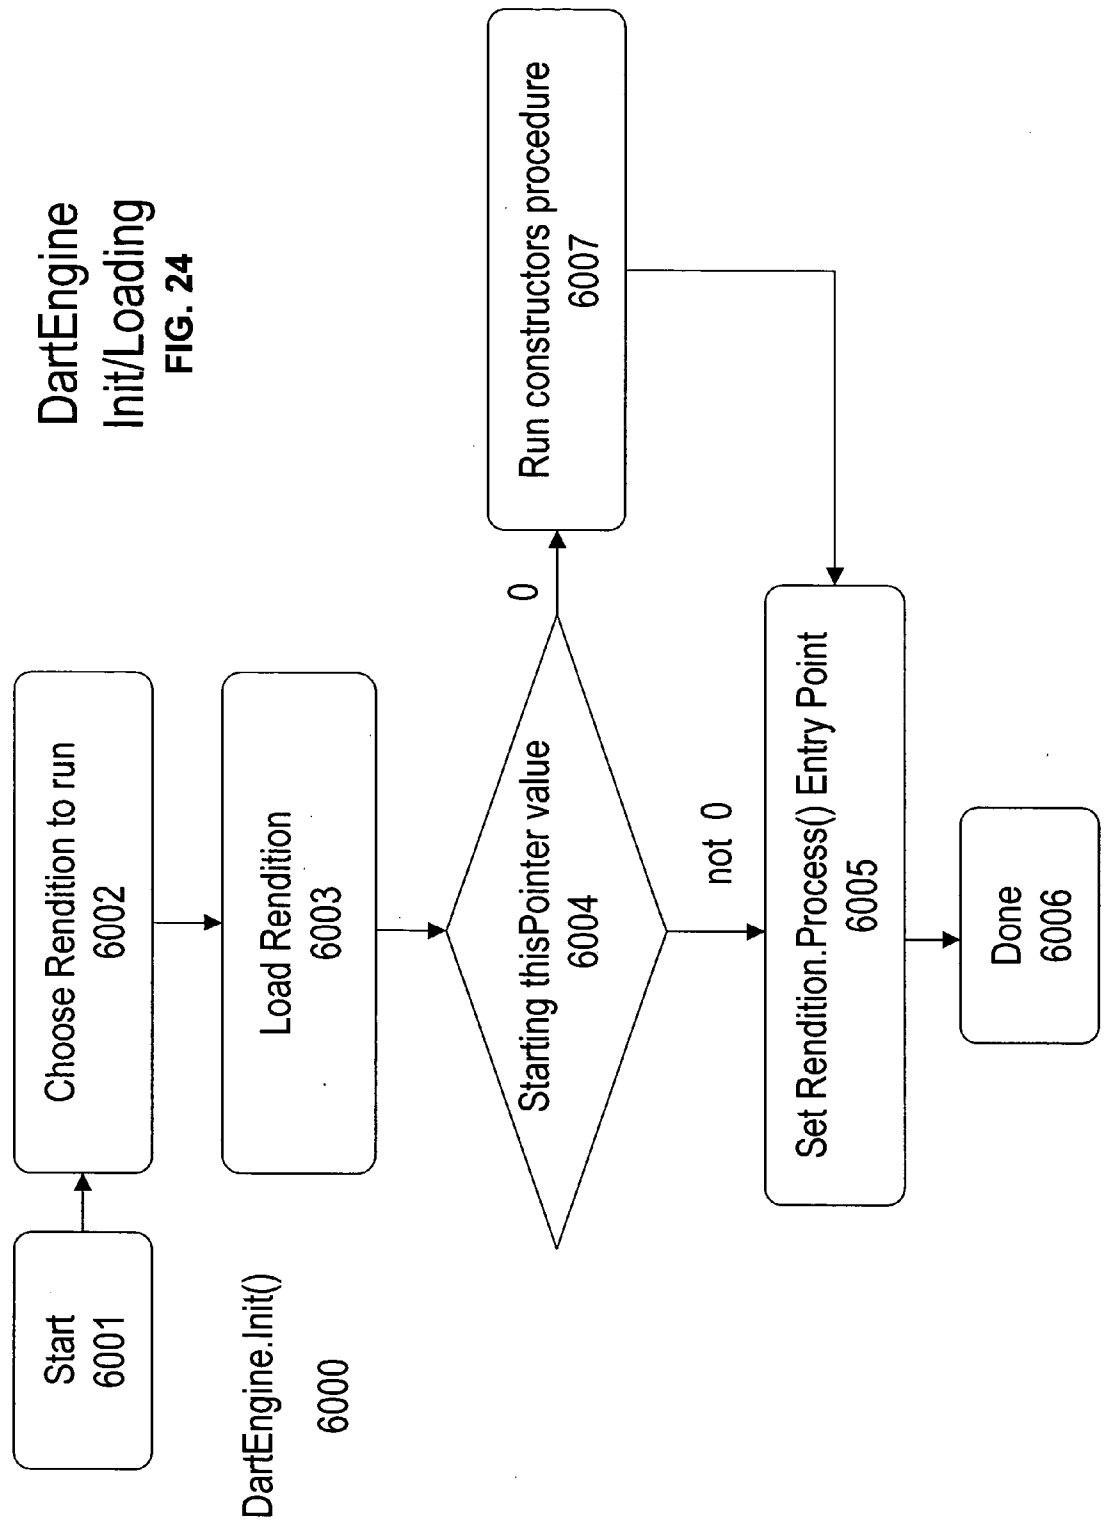 DartEngine
Init/Loading
FIG. 24
Start
6001
Choose Rendition to run
6002
DartEngine.Init()
6000
Load Rendition
6003
Starting thisPointer value
6004
0
Run constructors procedure
6007
not 0
Set Rendition.Process() Entry Point
6005
Done
6006